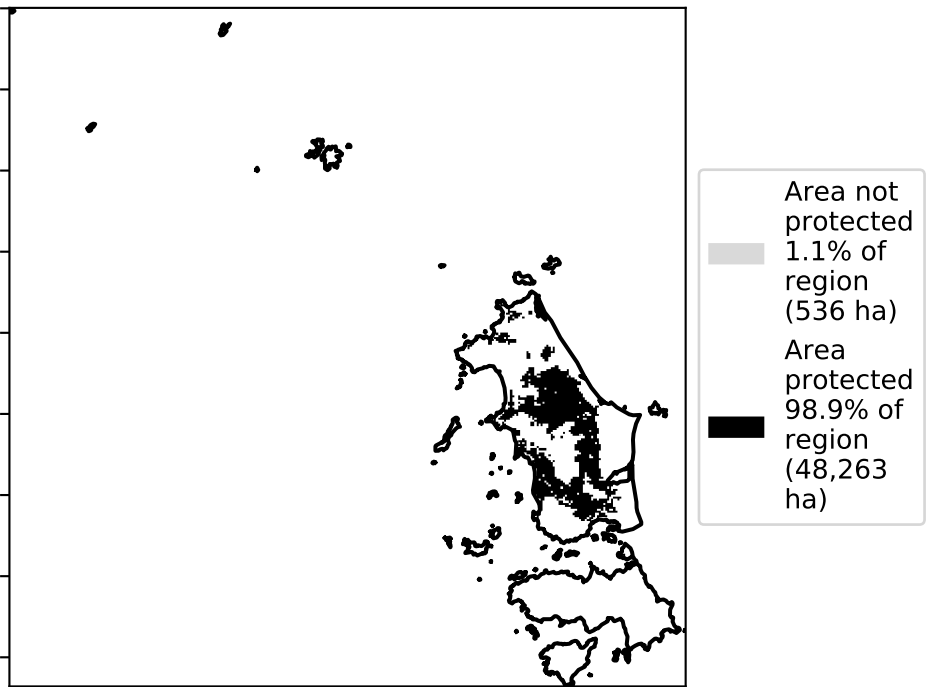 Area not
protected
1.1% of
region
(536 ha)
Area
protected
98.9% of
region
(48,263
ha)